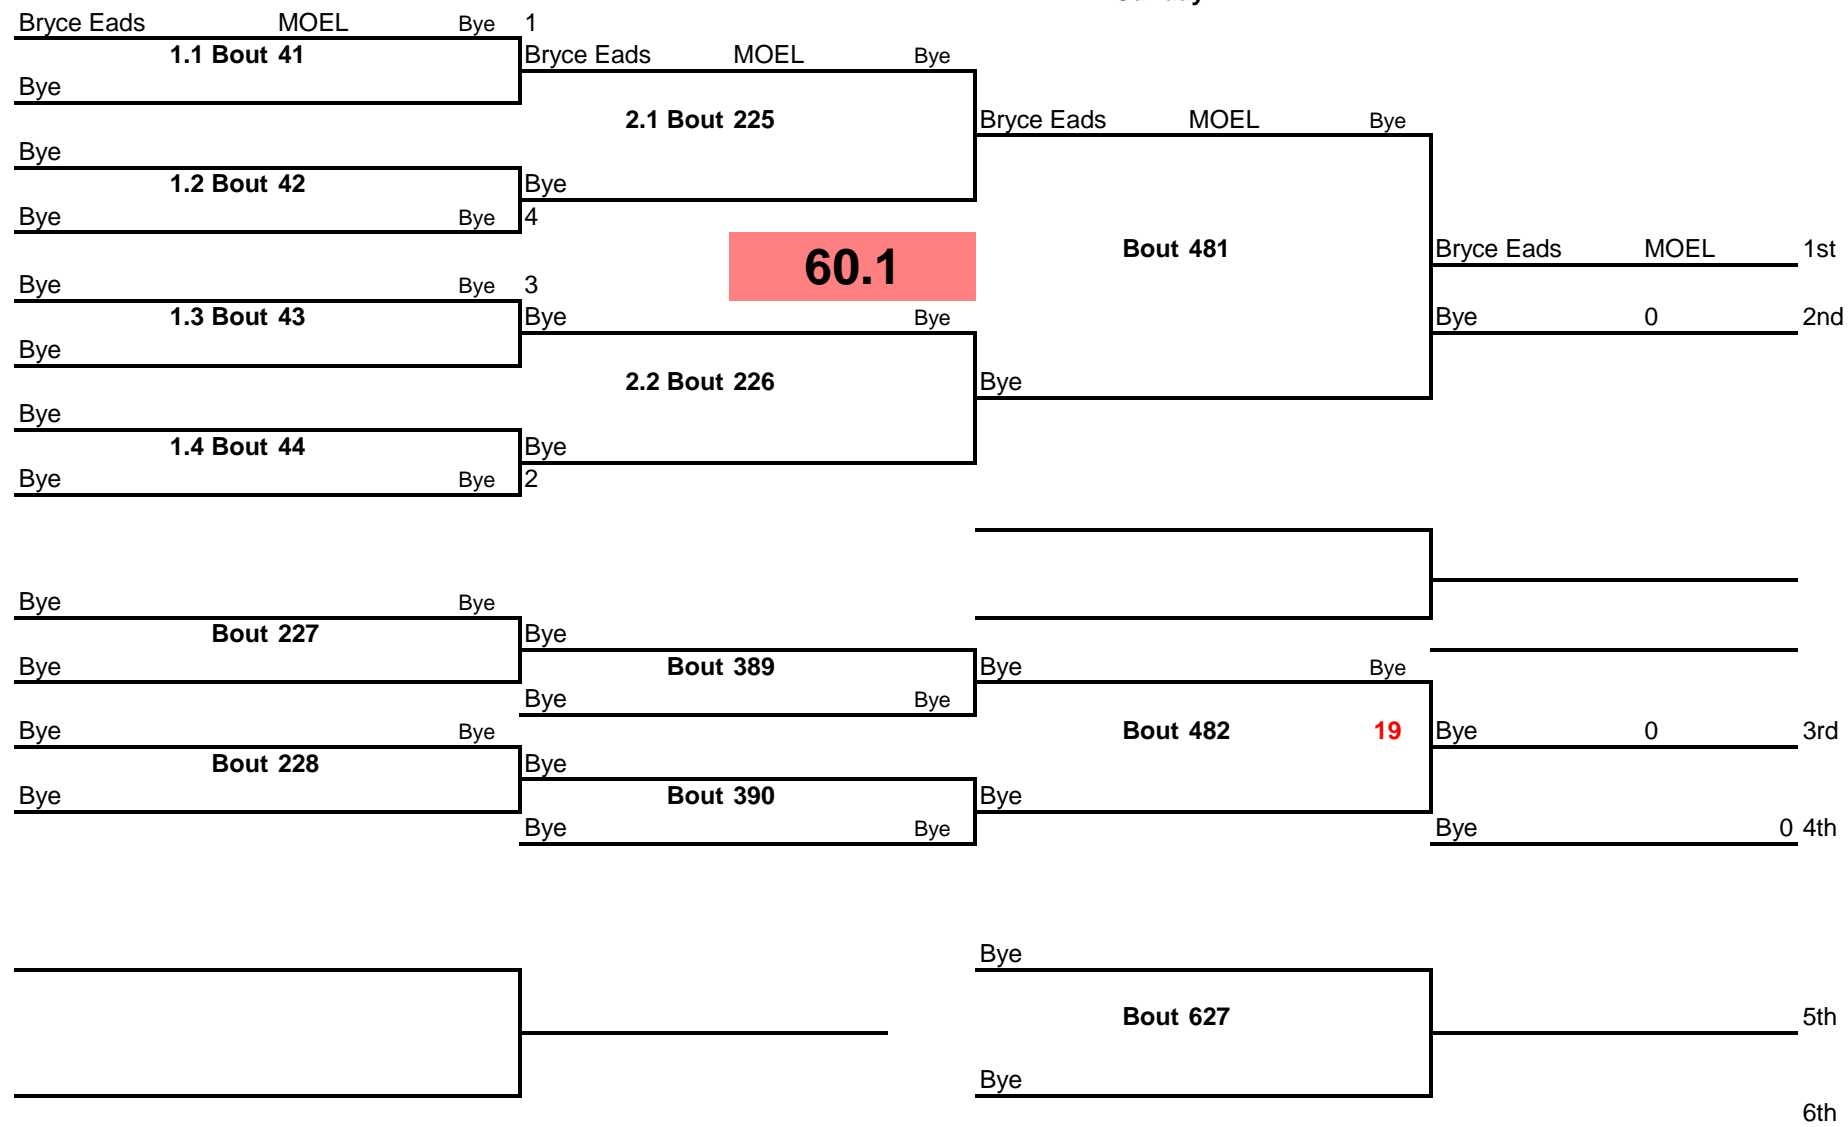 Bryce Eads MOEL Bye 1
1.1 Bout 41 Bryce Eads MOEL Bye
Bye
2.1 Bout 225 Bryce Eads MOEL Bye
Bye
1.2 Bout 42 Bye
Bye Bye 4
60.1 Bout 481 Bryce Eads MOEL 1st
Bye Bye 3
1.3 Bout 43 Bye Bye Bye 0 2nd
Bye
2.2 Bout 226 Bye
Bye
1.4 Bout 44 Bye
Bye Bye 2
Bye Bye
Bout 227 Bye
Bye Bout 389 Bye Bye
Bye Bye
Bye Bye Bout 482 19 Bye 0 3rd
Bout 228 Bye
Bye Bout 390 Bye
Bye Bye Bye 0 4th
Bye
Bout 627 5th
Bye
6th